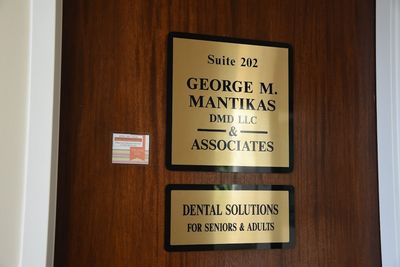 Suite 202
GEORGE M.
MANTIKAS
DMD LLC
&
ASSOCIATES
DENTAL SOLUTIONS
FOR SENIORS & ADULTS